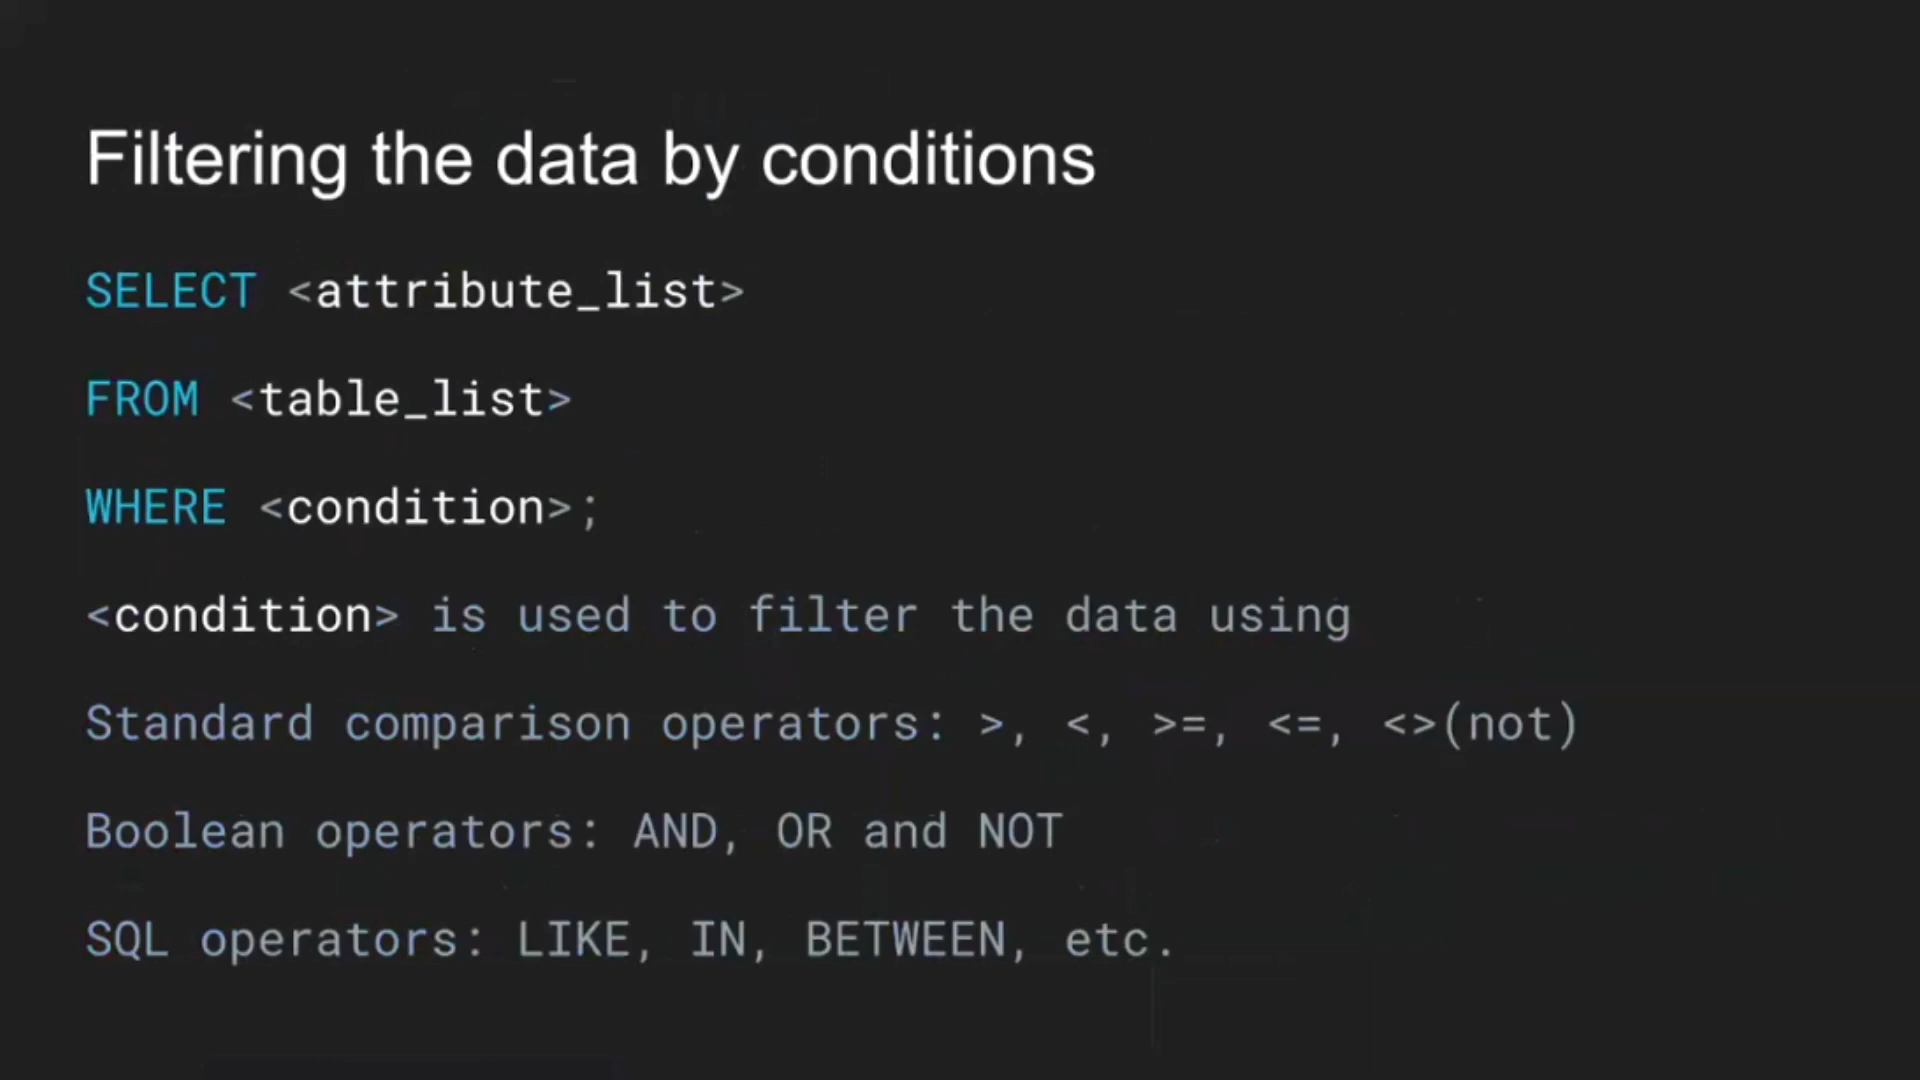 Filtering the data by conditions
SELECT <attribute_list>
FROM <table_list>
WHERE <condition>;
<condition> is used to filter the data using
Standard comparison operators: >, <, >=, <=, <>(not)
Boolean operators: AND, OR and NOT
SQL operators: LIKE, IN, BETWEEN, etc.